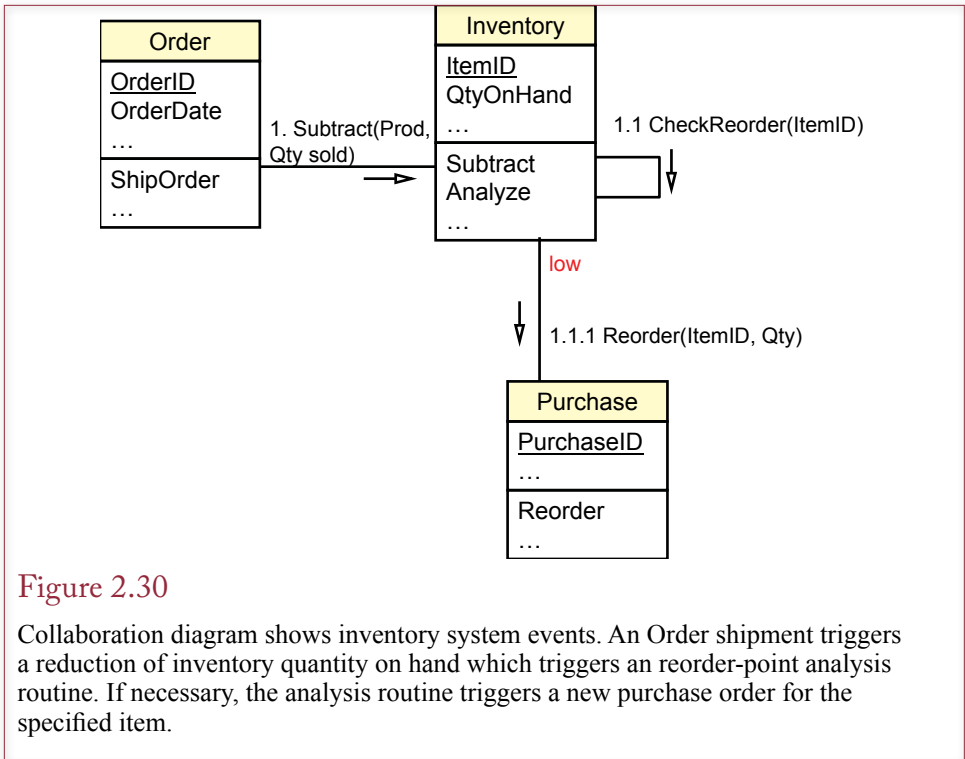 Order
OrderID
OrderDate
…
ShipOrder
…
1. Subtract(Prod,
Qty sold)
Inventory
ItemID
QtyOnHand
…
Subtract
Analyze
…
1.1 CheckReorder(ItemID)
low
1.1.1 Reorder(ItemID, Qty)
Purchase
PurchaseID
…
Reorder
…
Figure 2.30
Collaboration diagram shows inventory system events. An Order shipment triggers
a reduction of inventory quantity on hand which triggers an reorder-point analysis
routine. If necessary, the analysis routine triggers a new purchase order for the
specified item.